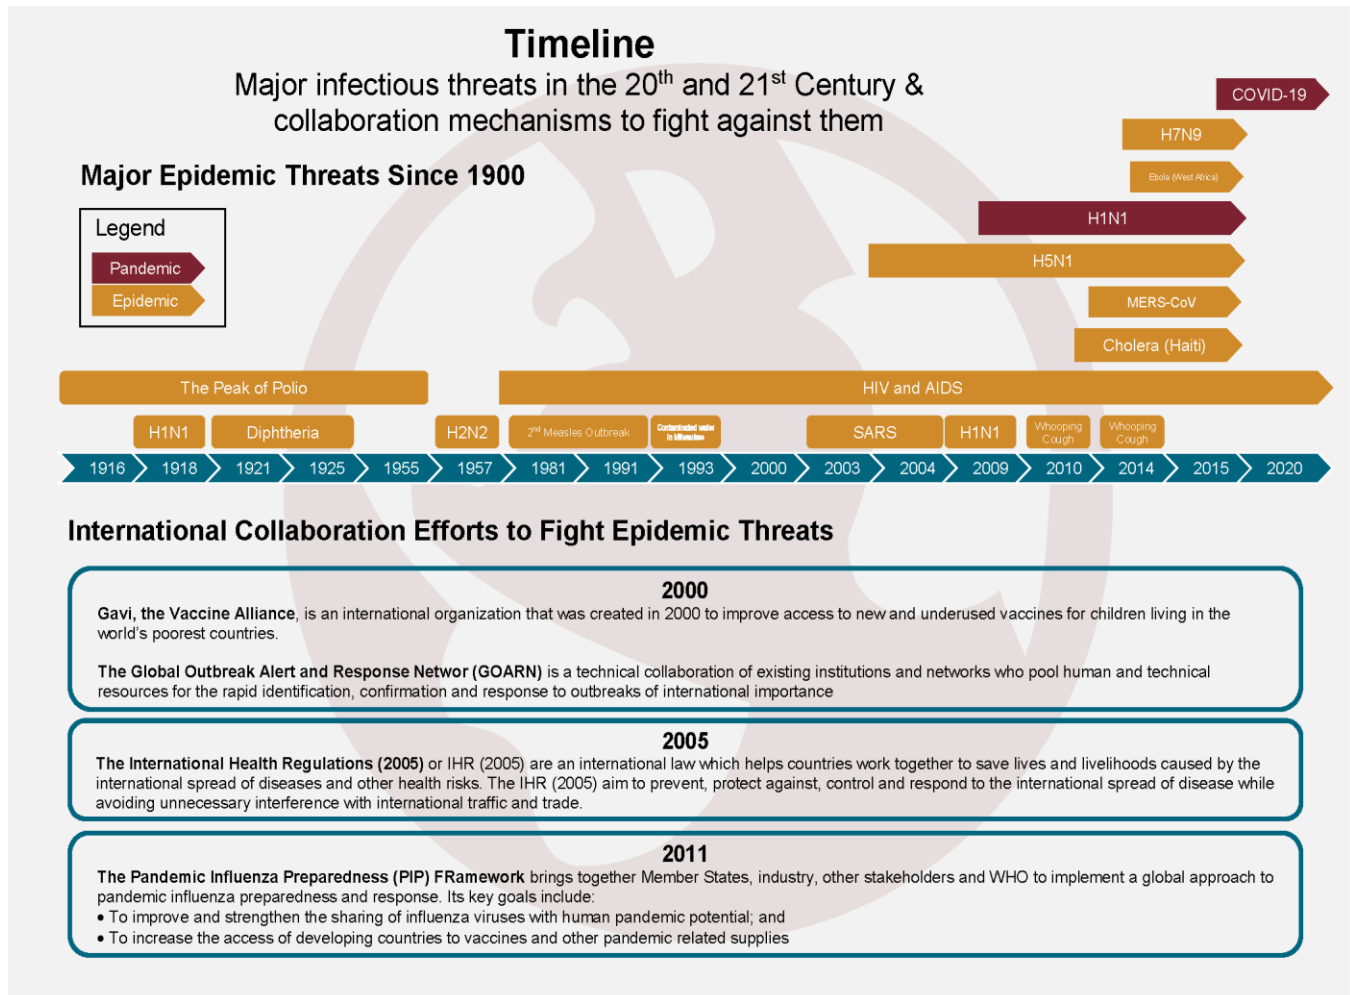 Timeline
Major infectious threats in the 20th and 21st Century &
collaboration mechanisms to fight against them
Major Epidemic Threats Since 1900
Legend
Pandemic
Epidemic
COVID-19
H7N9
Ebola (West Africa)
H1N1
H5N1
MERS-CoV
Cholera (Haiti)
The Peak of Polio
HIV and AIDS
H1N1
Diphtheria
H2N2
2nd Measles Outbreak
Contaminated water
in Milwaukee
SARS
H1N1
Whooping
Cough
Whooping
Cough
1916 1918 1921 1925 1955 1957 1981 1991 1993 2000 2003 2004 2009 2010 2014 2015 2020
International Collaboration Efforts to Fight Epidemic Threats
2000
Gavi, the Vaccine Alliance, is an international organization that was created in 2000 to improve access to new and underused vaccines for children living in the
world's poorest countries.
The Global Outbreak Alert and Response Networ (GOARN) is a technical collaboration of existing institutions and networks who pool human and technical
resources for the rapid identification, confirmation and response to outbreaks of international importance
2005
The International Health Regulations (2005) or IHR (2005) are an international law which helps countries work together to save lives and livelihoods caused by the
international spread of diseases and other health risks. The IHR (2005) aim to prevent, protect against, control and respond to the international spread of disease while
avoiding unnecessary interference with international traffic and trade.
2011
The Pandemic Influenza Preparedness (PIP) FRamework brings together Member States, industry, other stakeholders and WHO to implement a global approach to
pandemic influenza preparedness and response. Its key goals include:
• To improve and strengthen the sharing of influenza viruses with human pandemic potential; and
• To increase the access of developing countries to vaccines and other pandemic related supplies